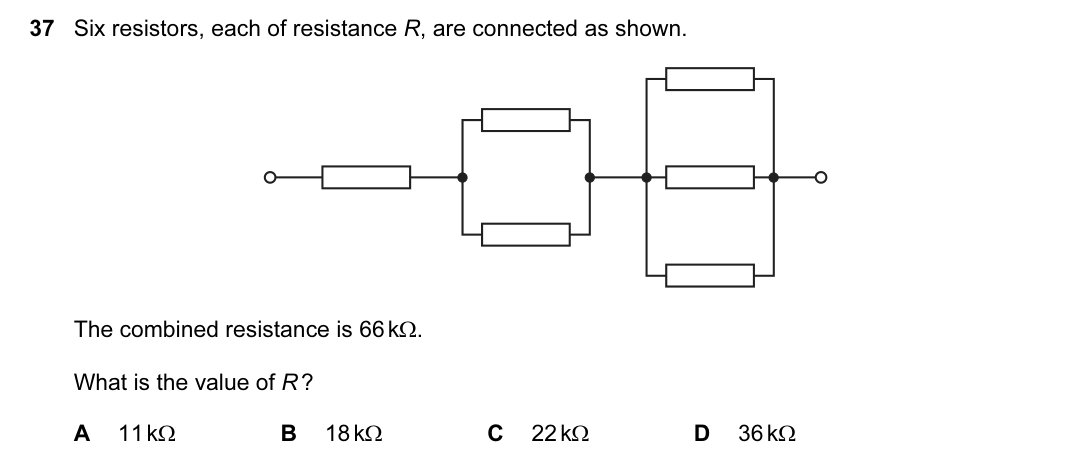 37 Six resistors, each of resistance R, are connected as shown.
The combined resistance is 66 kΩ.
What is the value of R?
A 11 kΩ B 18 kΩ C 22 kΩ D 36 kΩ